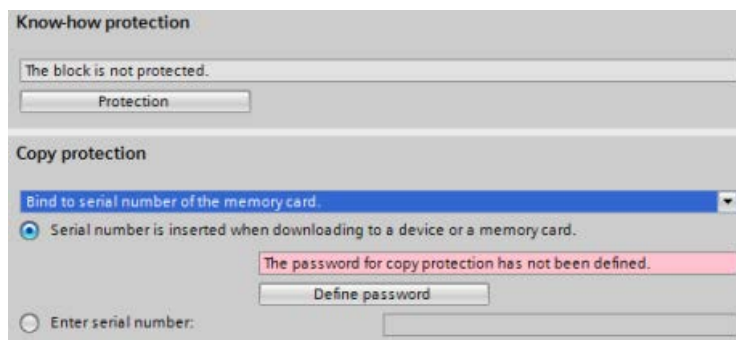 Know-how protection
The block is not protected.
Protection
Copy protection
Bind to serial number of the memory card.
Serial number is inserted when downloading to a device or a memory card.
The password for copy protection has not been defined.
Define password
Enter serial number: